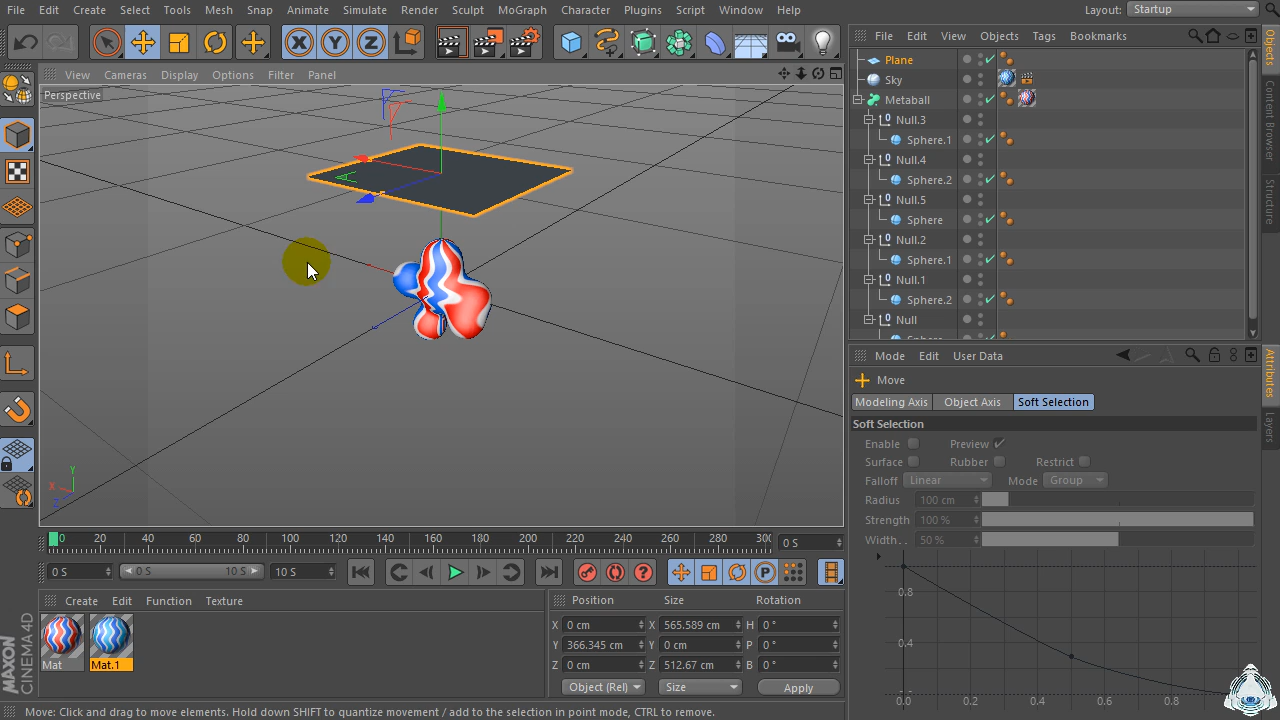 File Edit Create Select Tools Mesh Snap Animate Simulate Render Sculpt MoGraph Character Plugins Script Window Help Layout: Startup
File Edit View Objects Tags Bookmarks
View Cameras Display Options Filter Panel
Perspective
Plane
Sky
Metaball
Null.3
Sphere.1
Null.4
Sphere.2
Null.5
Sphere
Null.2
Sphere.1
Null.1
Sphere.2
Null
Objects
Content Browser
Structure
Mode Edit User Data
Move
Modeling Axis Object Axis Soft Selection
Soft Selection
Enable Preview
Surface Rubber Restrict
Falloff Linear Mode Group
Radius 100 cm
Strength 100 %
Width.. 50 %
0.8
0.4
0.2 0.4 0.6 0.8
Attributes
Layers
X Y Z
Y
X
Z
0 20 40 60 80 100 120 140 160 180 200 220 240 260 280 300 0 S
0 S 0 S 10 S 10 S
Create Edit Function Texture
Mat Mat.1
Position Size Rotation
X 0 cm X 565.589 cm H 0 °
Y 366.345 cm Y 0 cm P 0 °
Z 0 cm Z 512.67 cm B 0 °
Object (Rel) Size Apply
MAXON
CINEMA 4D
Move: Click and drag to move elements. Hold down SHIFT to quantize movement / add to the selection in point mode, CTRL to remove.